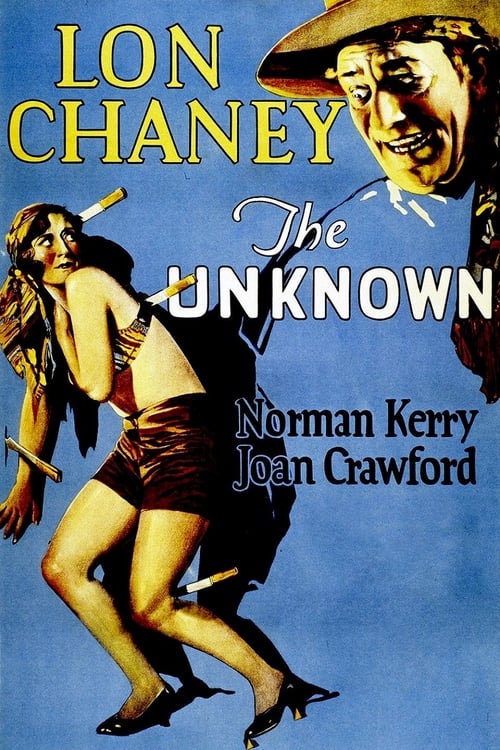 LON
CHANEY
The
UNKNOWN
Norman Kerry
Joan Crawford